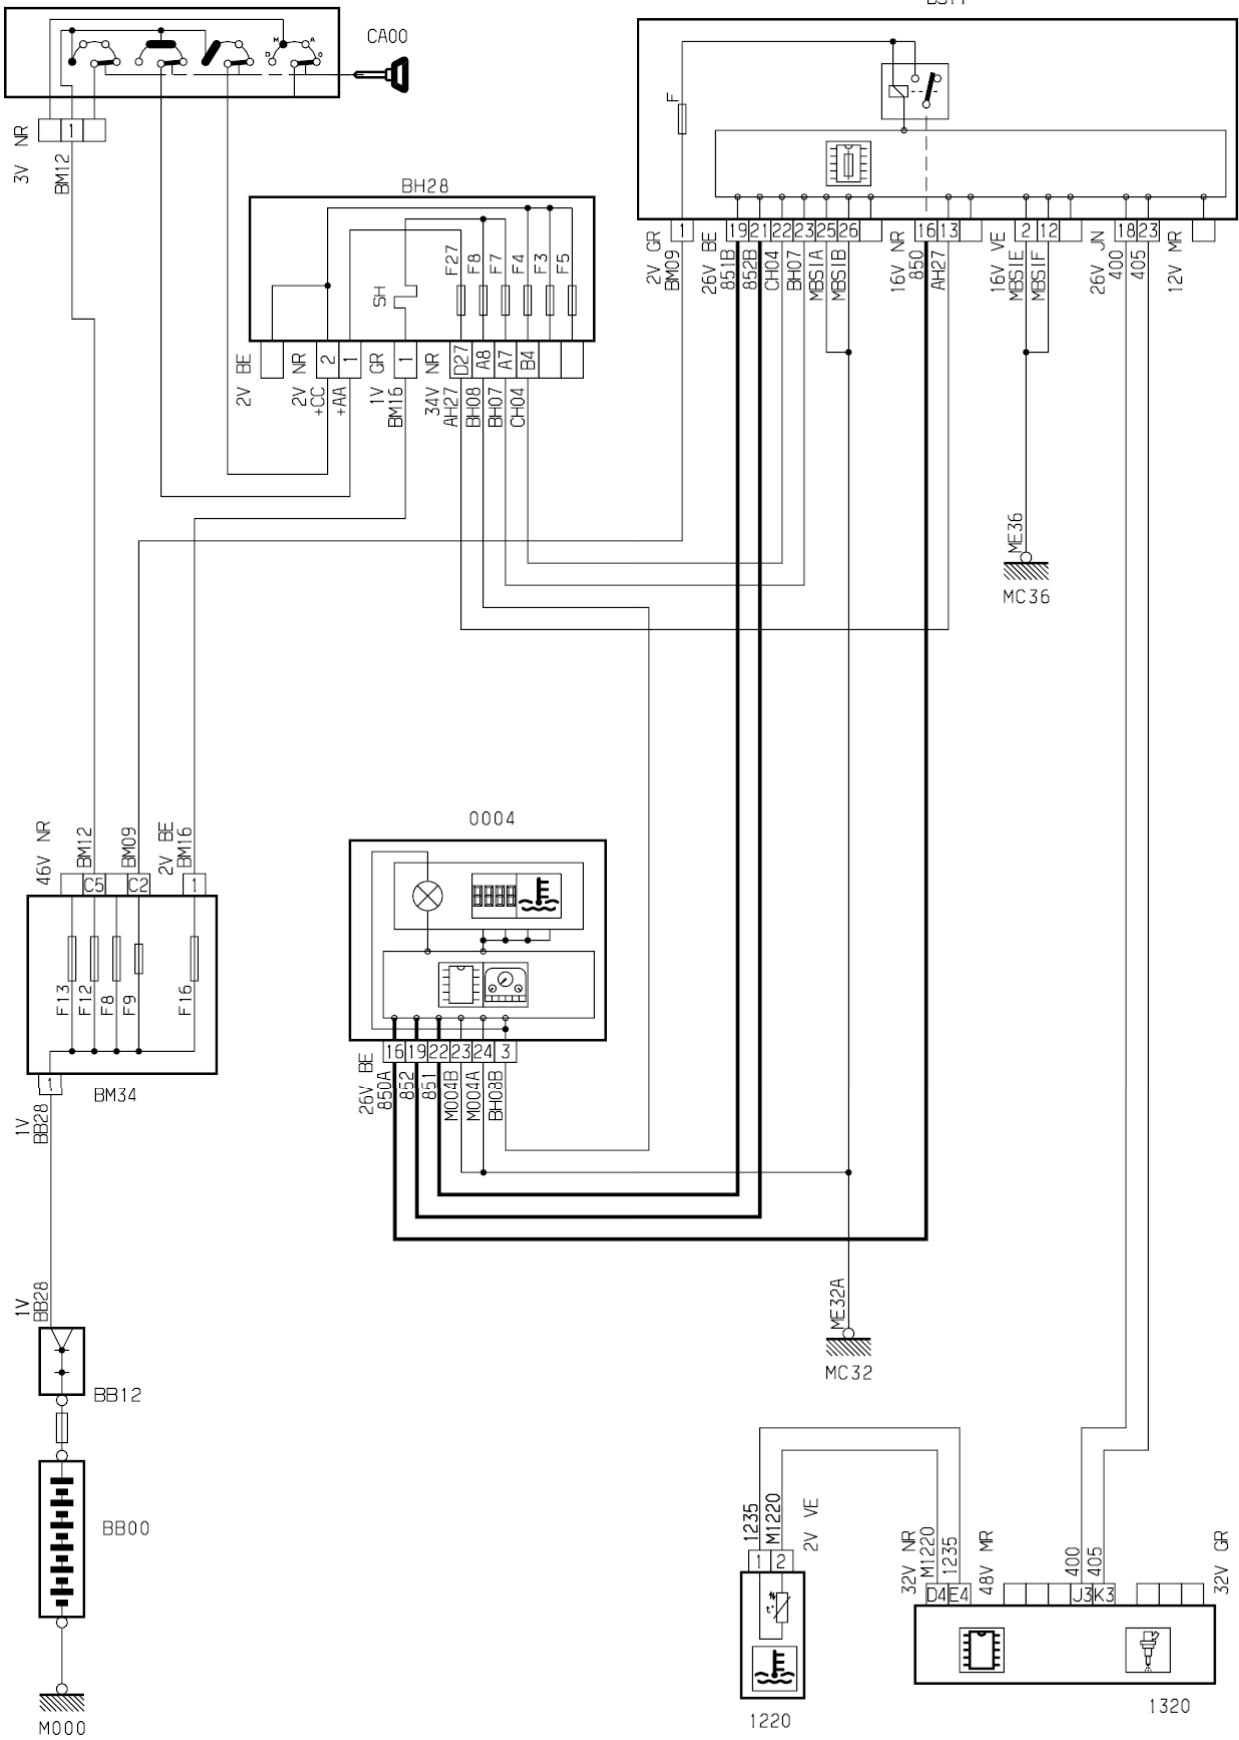 CA00
M
A
D
1
3V NR
BM12
F
19
21
22
23
25
26
16
13
2
12
18
23
1
2V GR
BM09
26V BE
851B
852B
CH04
BH07
MBSIA
MBSIB
16V NR
850
AH27
16V VE
MBSIE
MBSIF
26V JN
400
405
12V MR
BH28
SH
F27
F8
F7
F4
F3
F5
2
1
1
D27
A8
A7
B4
2V BE
2V NR
+CC
+AA
1V GR
BM16
34V NR
AH27
BH08
BH07
CH04
ME36
MC36
0004
46V NR
BM12
BM09
2V BE
BM16
C5
C2
1
F13
F12
F8
F9
F16
1
BM34
16
19
22
23
24
3
26V BE
850A
852
851
M004B
M004A
BH08B
1V
BB28
1V
BB28
BB12
ME32A
MC32
BB00
M000
1235
M1220
2V VE
1
2
1220
32V NR
M1220
1235
48V MR
400
405
32V GR
D4
E4
J3
K3
1320